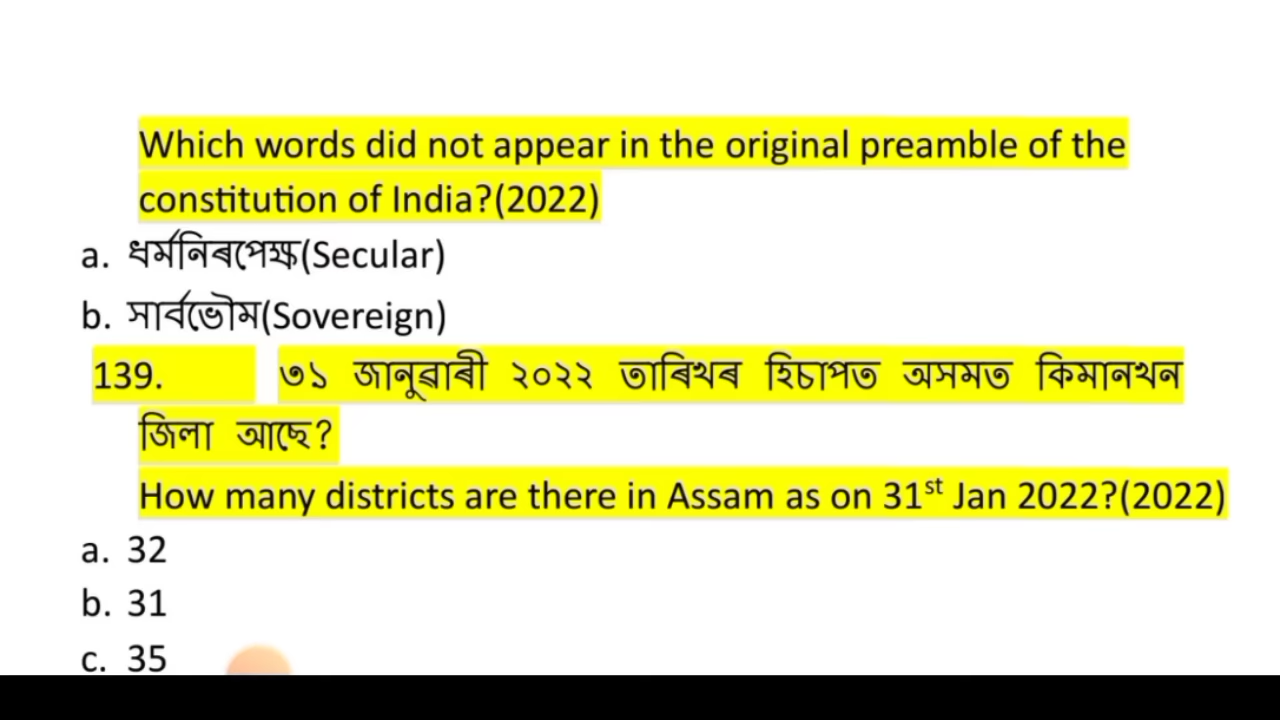 Which words did not appear in the original preamble of the
constitution of India?(2022)
a. ধৰ্মনিৰপেক্ষ(Secular)
b. সাৰ্বভৌম(Sovereign)
139. ৩১ জানুৱাৰী ২০২২ তাৰিখৰ হিচাপত অসমত কিমানখন
জিলা আছে?
How many districts are there in Assam as on 31st Jan 2022?(2022)
a. 32
b. 31
c. 35